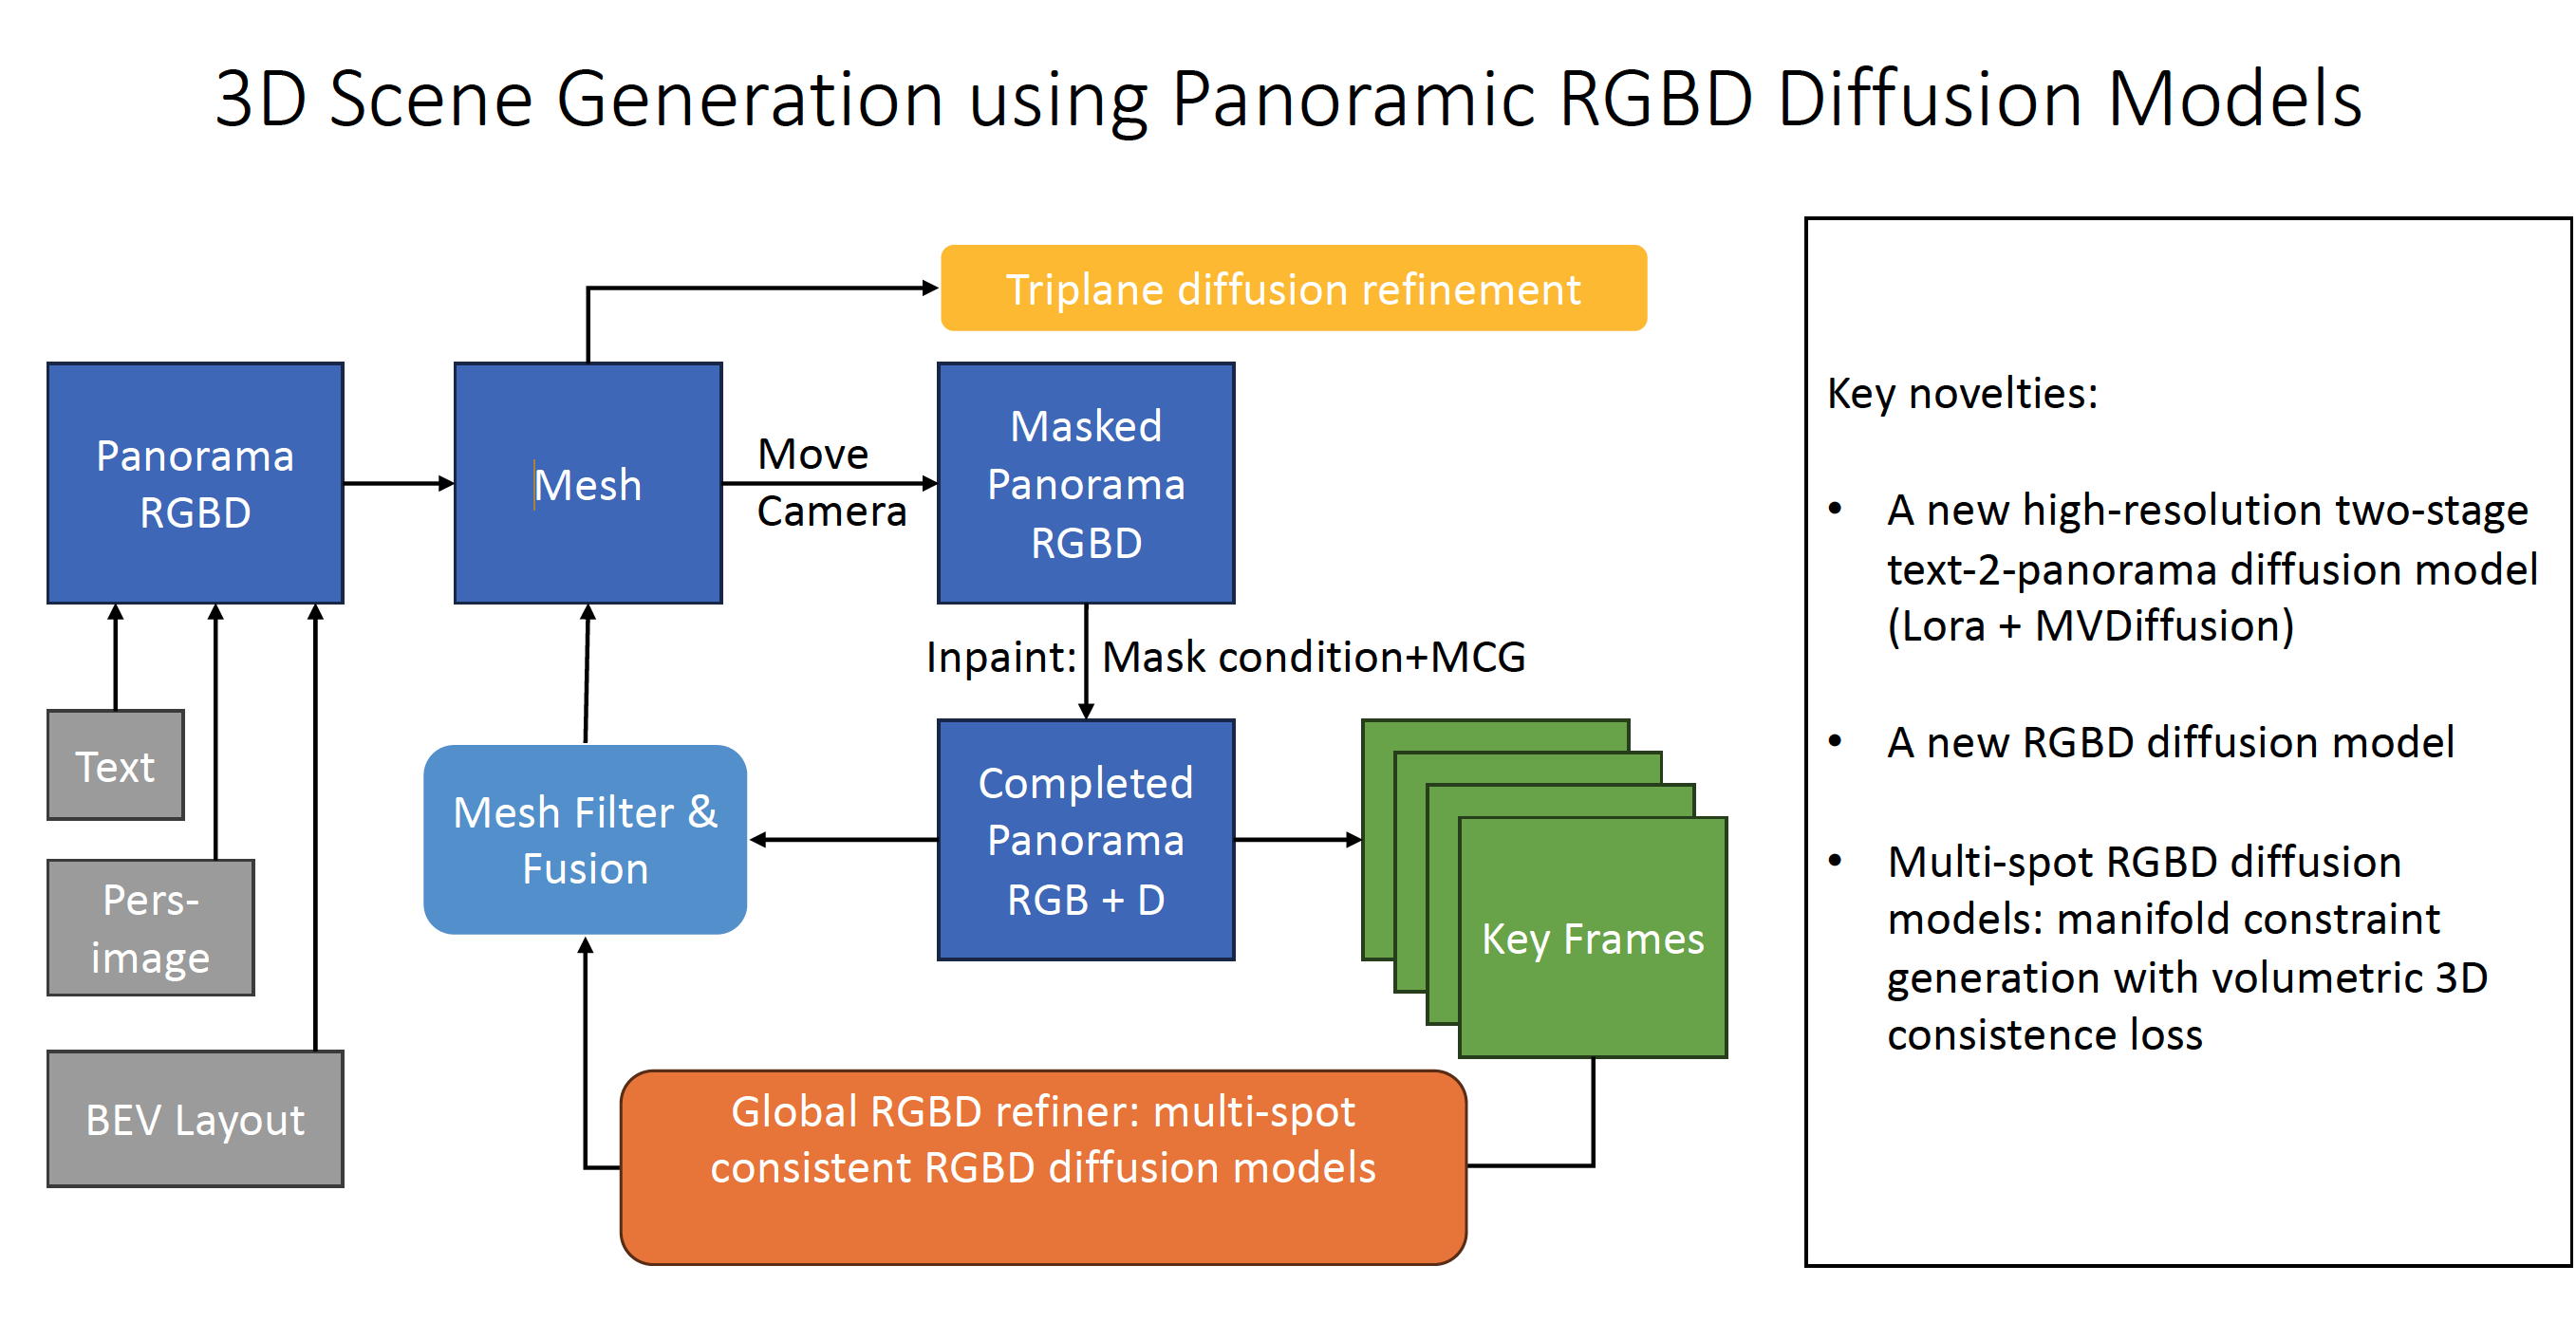 3D Scene Generation using Panoramic RGBD Diffusion Models
Triplane diffusion refinement
Panorama
RGBD
Mesh
Move
Camera
Masked
Panorama
RGBD
Inpaint: Mask condition+MCG
Text
Pers-
image
BEV Layout
Mesh Filter &
Fusion
Completed
Panorama
RGB + D
Key Frames
Global RGBD refiner: multi-spot
consistent RGBD diffusion models
Key novelties:
• A new high-resolution two-stage
text-2-panorama diffusion model
(Lora + MVDiffusion)
• A new RGBD diffusion model
• Multi-spot RGBD diffusion
models: manifold constraint
generation with volumetric 3D
consistence loss